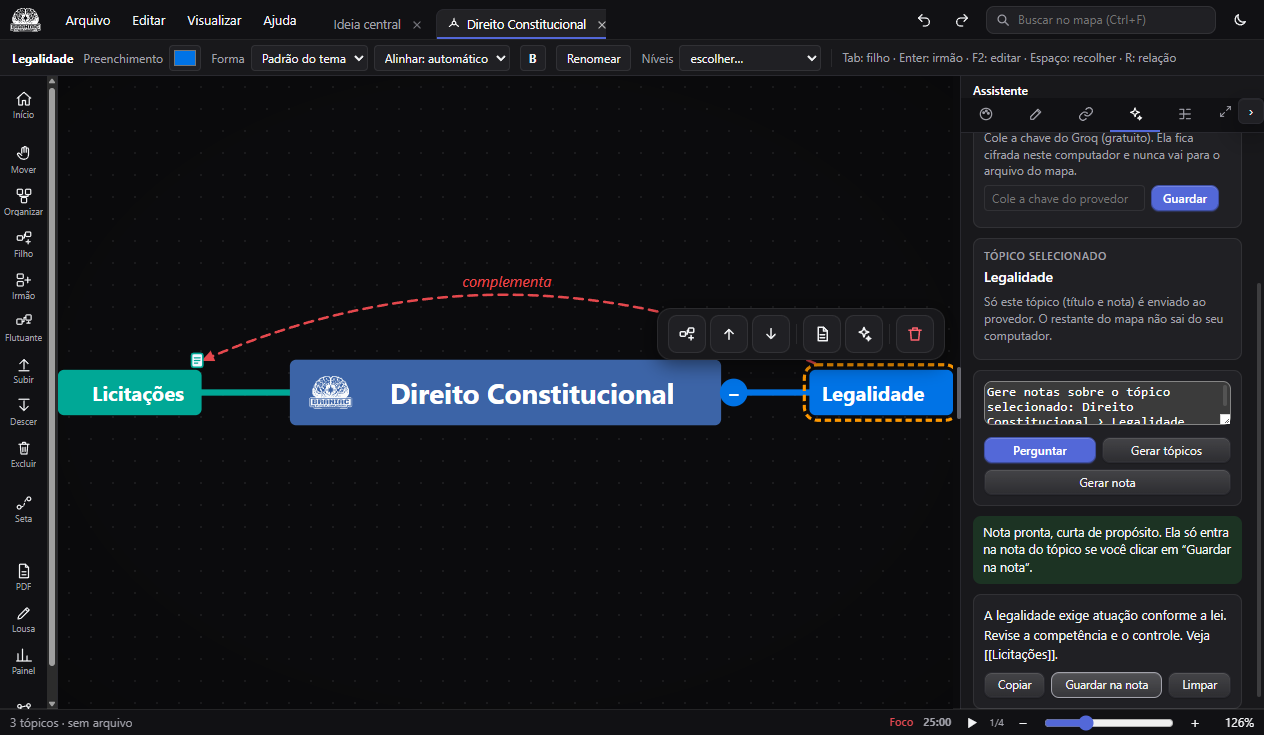 Arquivo Editar Visualizar Ajuda
Ideia central ×
Direito Constitucional ×
Buscar no mapa (Ctrl+F)
Legalidade Preenchimento Forma Padrão do tema Alinhar: automático B Renomear Níveis escolher... Tab: filho · Enter: irmão · F2: editar · Espaço: recolher · R: relação
Início
Mover
Organizar
Filho
Irmão
Flutuante
Subir
Descer
Excluir
Seta
PDF
Lousa
Painel
complementa
Licitações
BRANIAC
Direito Constitucional
−
Legalidade
Assistente
Cole a chave do Groq (gratuito). Ela fica
cifrada neste computador e nunca vai para o
arquivo do mapa.
Cole a chave do provedor Guardar
TÓPICO SELECIONADO
Legalidade
Só este tópico (título e nota) é enviado ao
provedor. O restante do mapa não sai do seu
computador.
Gere notas sobre o tópico
selecionado: Direito
Constitucional › Legalidade
Perguntar Gerar tópicos
Gerar nota
Nota pronta, curta de propósito. Ela só entra
na nota do tópico se você clicar em “Guardar
na nota”.
A legalidade exige atuação conforme a lei.
Revise a competência e o controle. Veja
[[Licitações]].
Copiar Guardar na nota Limpar
3 tópicos · sem arquivo
Foco 25:00 1/4 − + 126%